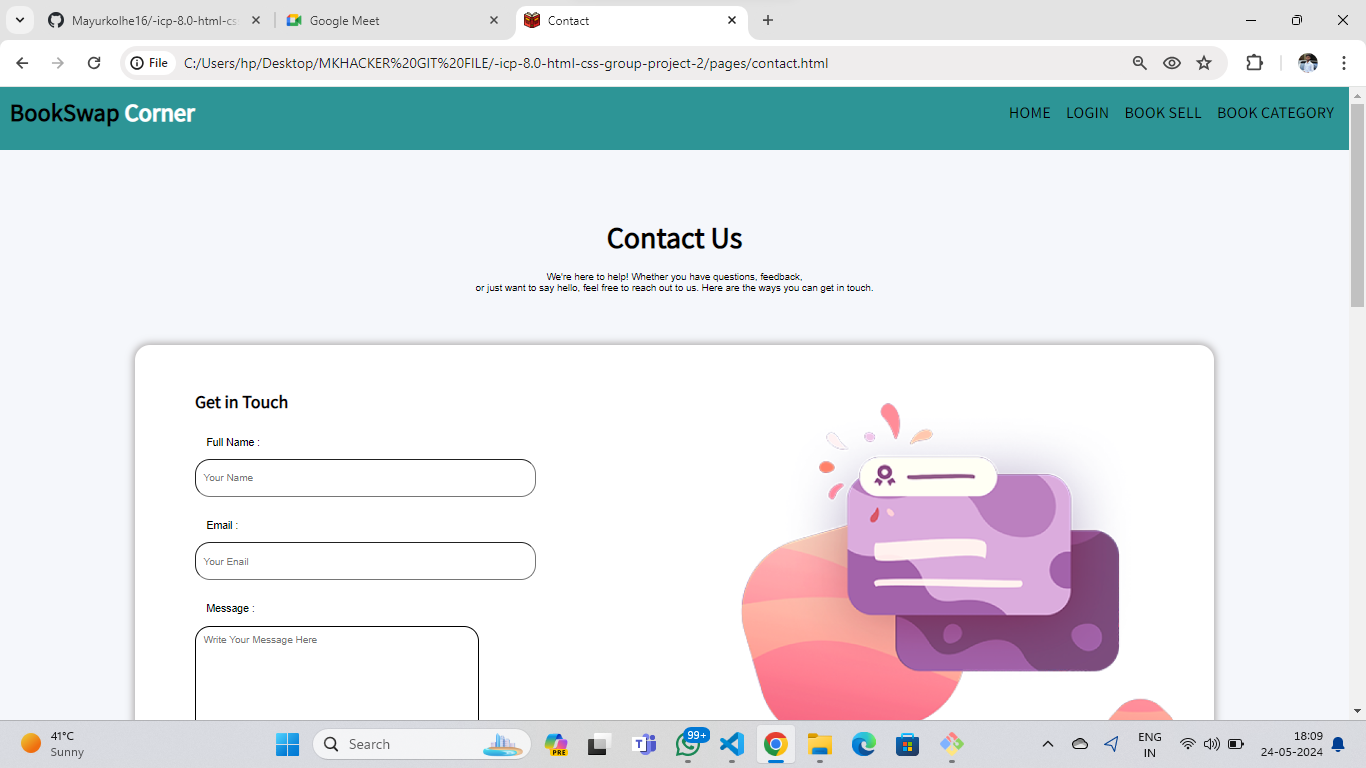 Mayurkolhe16/-icp-8.0-html-css
Google Meet
Contact
File
C:/Users/hp/Desktop/MKHACKER%20GIT%20FILE/-icp-8.0-html-css-group-project-2/pages/contact.html
BookSwap Corner
HOME LOGIN BOOK SELL BOOK CATEGORY
Contact Us
We're here to help! Whether you have questions, feedback,
or just want to say hello, feel free to reach out to us. Here are the ways you can get in touch.
Get in Touch
Full Name :
Your Name
Email :
Your Enail
Message :
Write Your Message Here
41°C
Sunny
Search
PRE
99+
ENG
IN
18:09
24-05-2024